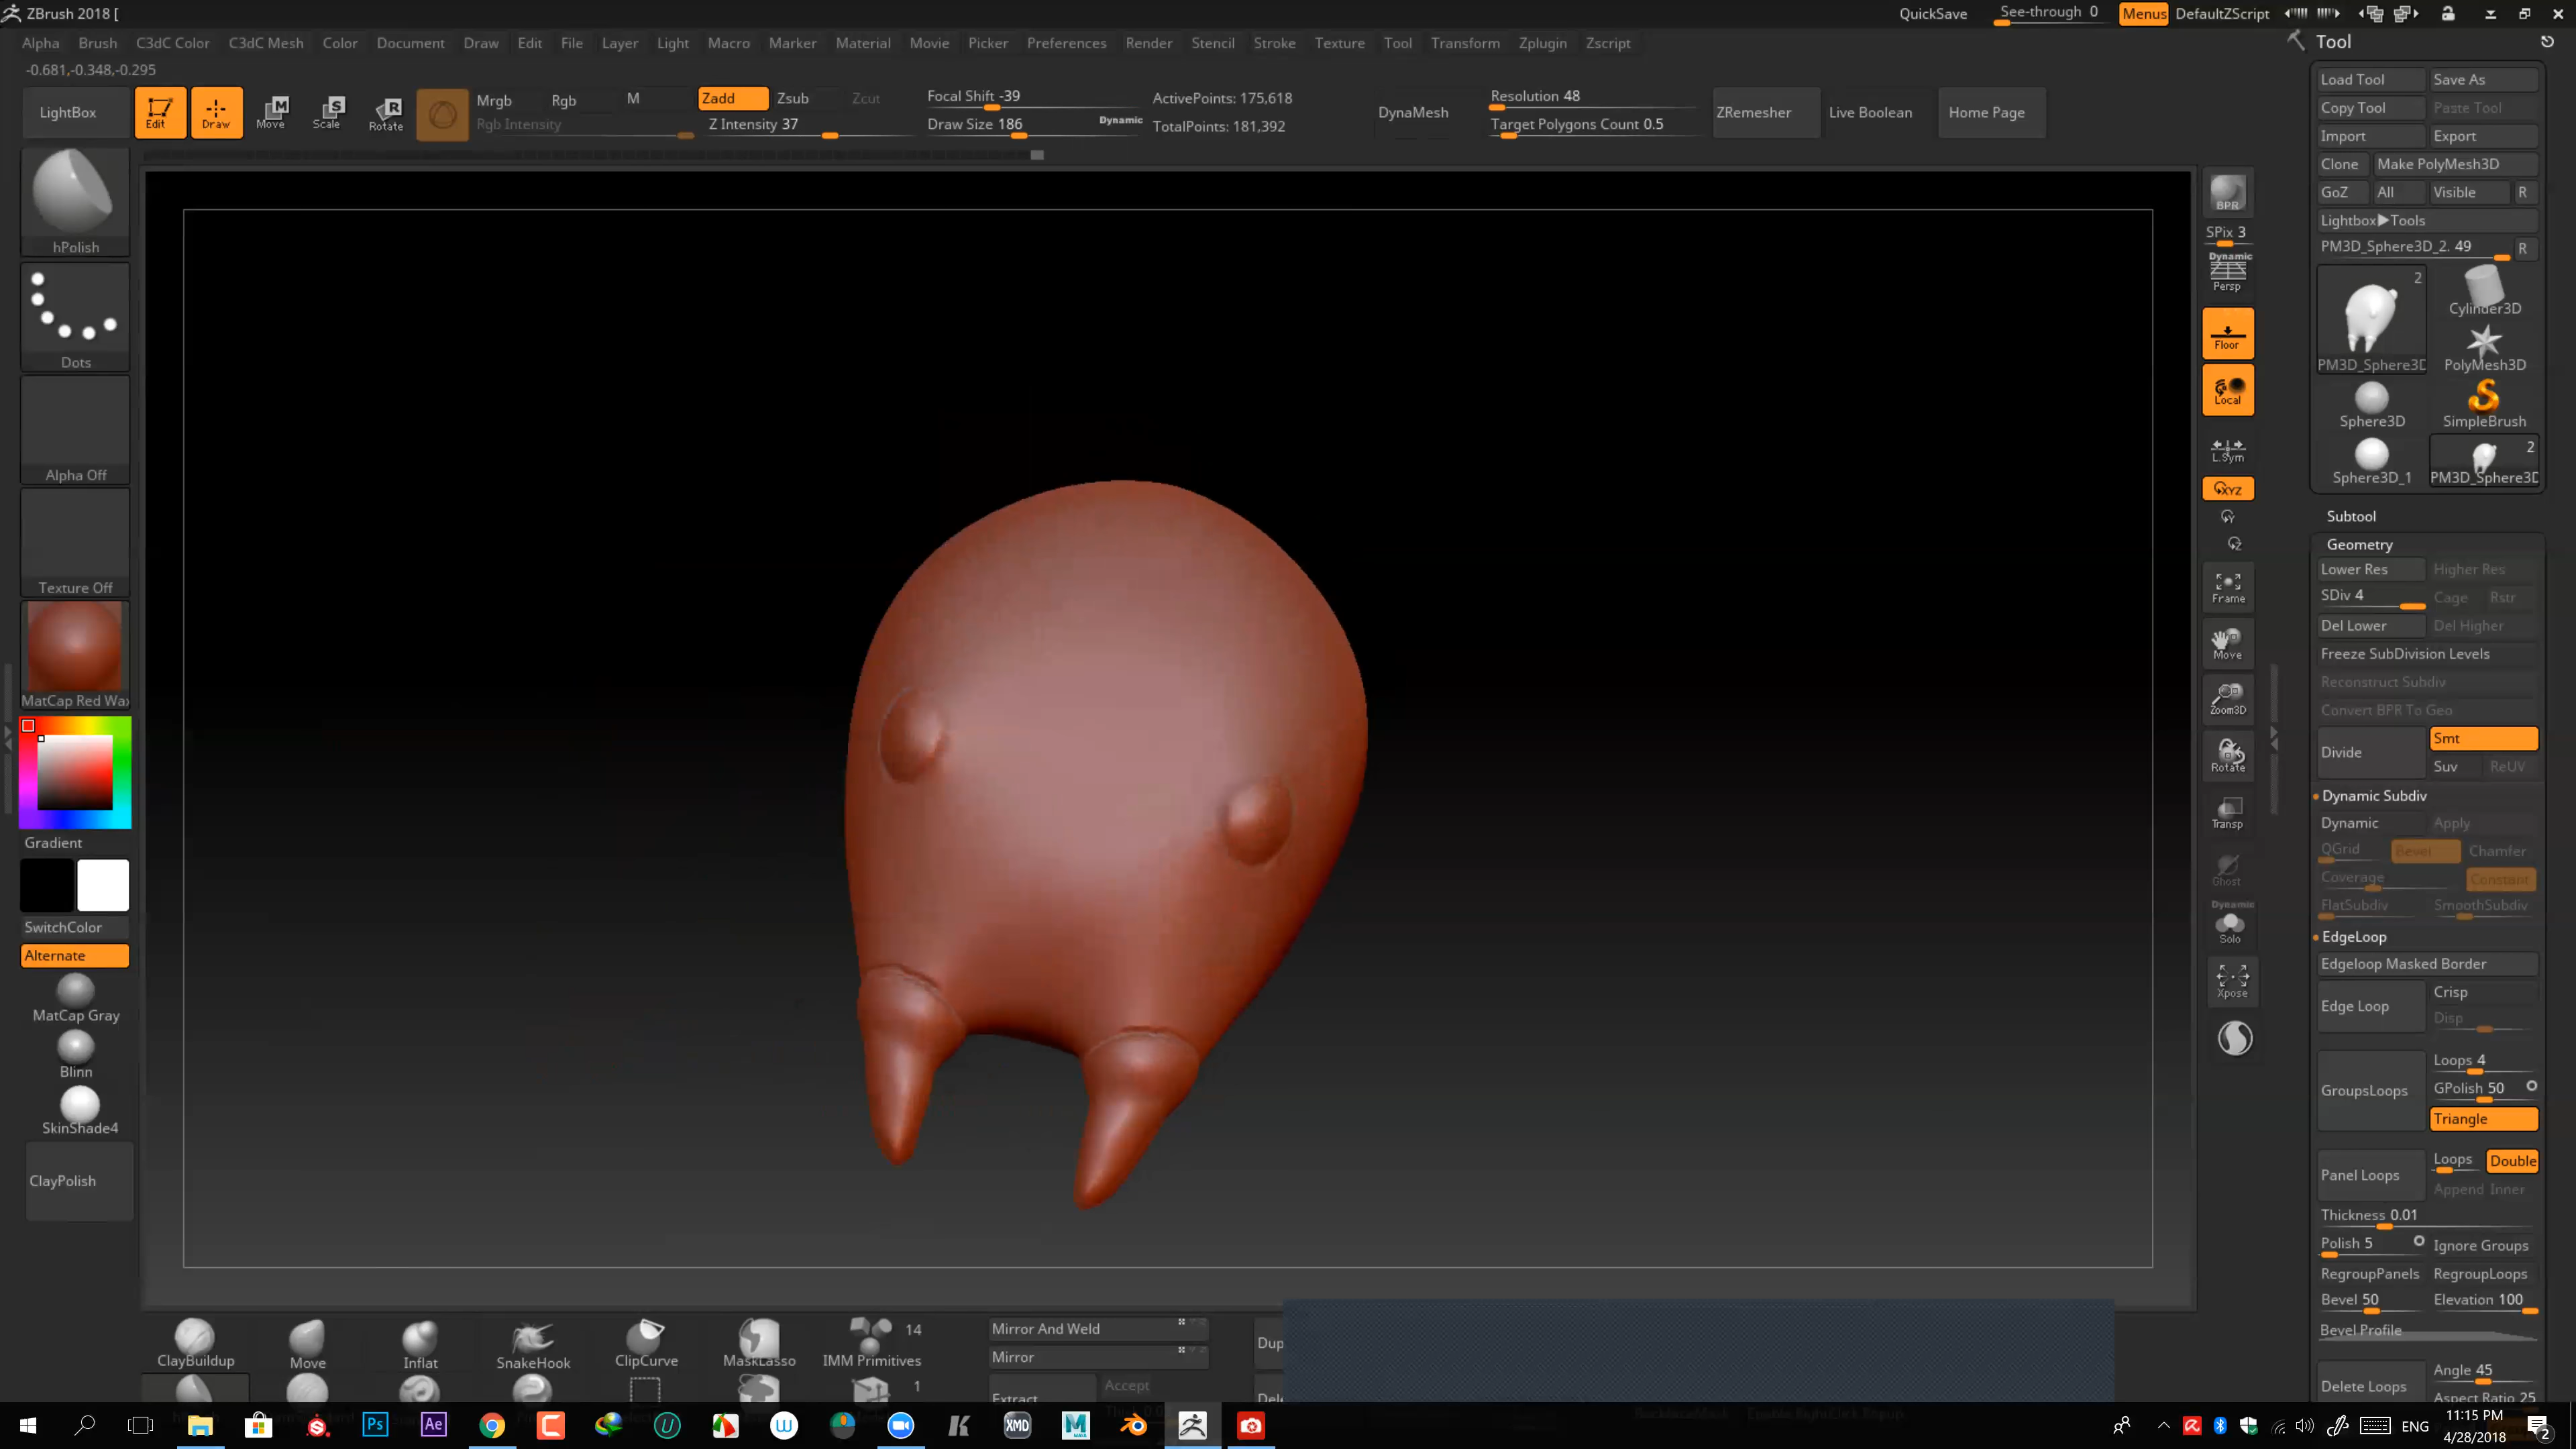 ZBrush 2018 [
QuickSave See-through 0 Menus DefaultZScript
Alpha Brush C3dC Color C3dC Mesh Color Document Draw Edit File Layer Light Macro Marker Material Movie Picker Preferences Render Stencil Stroke Texture Tool Transform Zplugin Zscript
Tool
-0.681,-0.348,-0.295
LightBox Edit Draw Move Scale Rotate
Mrgb Rgb M Zadd Zsub Zcut
Rgb Intensity Z Intensity 37
Focal Shift -39
Draw Size 186 Dynamic
ActivePoints: 175,618
TotalPoints: 181,392
DynaMesh
Resolution 48
Target Polygons Count 0.5
ZRemesher Live Boolean Home Page
Load Tool Save As
Copy Tool Paste Tool
Import Export
Clone Make PolyMesh3D
GoZ All Visible R
Lightbox▶Tools
PM3D_Sphere3D_2. 49 R
2
PM3D_Sphere3D
Cylinder3D
PolyMesh3D
Sphere3D
SimpleBrush
Sphere3D_1
2
PM3D_Sphere3D
Subtool
Geometry
Lower Res Higher Res
SDiv 4 Cage Rstr
Del Lower Del Higher
Freeze SubDivision Levels
Reconstruct Subdiv
Convert BPR To Geo
Divide Smt
Suv ReUV
Dynamic Subdiv
Dynamic Apply
QGrid Bevel Chamfer
Coverage Constant
FlatSubdiv SmoothSubdiv
EdgeLoop
Edgeloop Masked Border
Edge Loop Crisp
Disp
GroupsLoops Loops 4
GPolish 50
Triangle
Panel Loops Loops Double
Append Inner
Thickness 0.01
Polish 5 Ignore Groups
RegroupPanels RegroupLoops
Bevel 50 Elevation 100
Bevel Profile
Delete Loops Angle 45
Aspect Ratio 25
hPolish
Dots
Alpha Off
Texture Off
MatCap Red Wax
Gradient
SwitchColor
Alternate
MatCap Gray
Blinn
SkinShade4
ClayPolish
BPR
SPix 3
Dynamic
Persp
Floor
Local
L.Sym
XYZ
Frame
Move
Zoom3D
Rotate
Transp
Ghost
Dynamic
Solo
Xpose
ClayBuildup Move Inflat SnakeHook ClipCurve MaskLasso IMM Primitives 14
1
Mirror And Weld
Mirror
Extract Accept
Dup
Dele
Ps Ae XMD
ENG
11:15 PM
4/28/2018
2